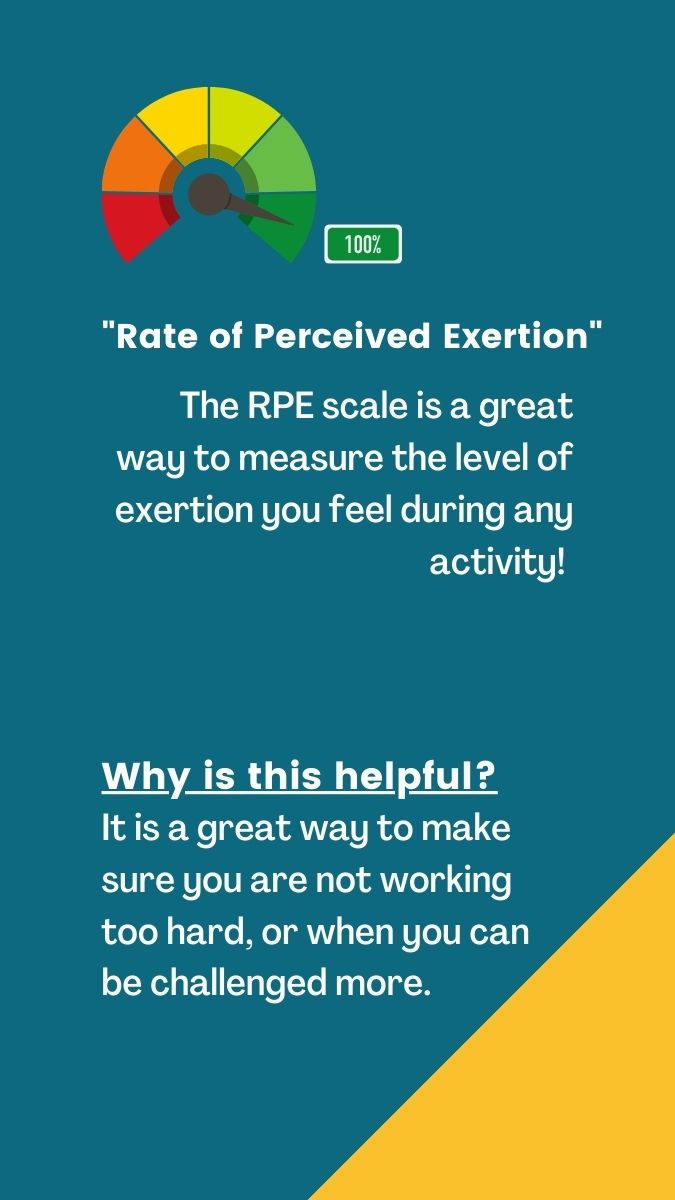 100%
"Rate of Perceived Exertion"
The RPE scale is a great
way to measure the level of
exertion you feel during any
activity!
Why is this helpful?
It is a great way to make
sure you are not working
too hard, or when you can
be challenged more.